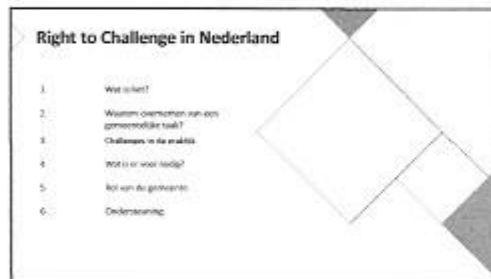 Right to Challenge in Nederland
1 Wat is het?
2 Waarom overnemen van een
gemeentelijke taak?
3 Challenges in de praktijk
4 Wat is er voor nodig?
5 Rol van de gemeente
6 Ondersteuning